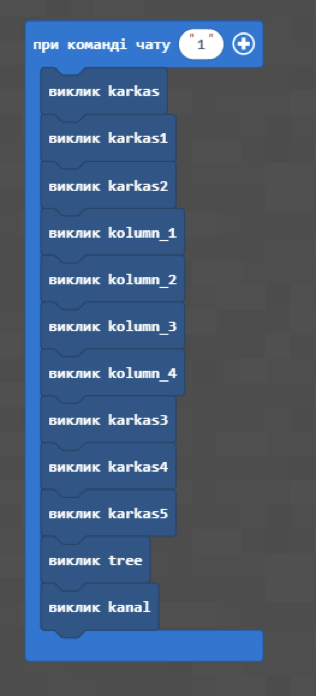 при команді чату "1"
виклик karkas
виклик karkas1
виклик karkas2
виклик kolumn_1
виклик kolumn_2
виклик kolumn_3
виклик kolumn_4
виклик karkas3
виклик karkas4
виклик karkas5
виклик tree
виклик kanal